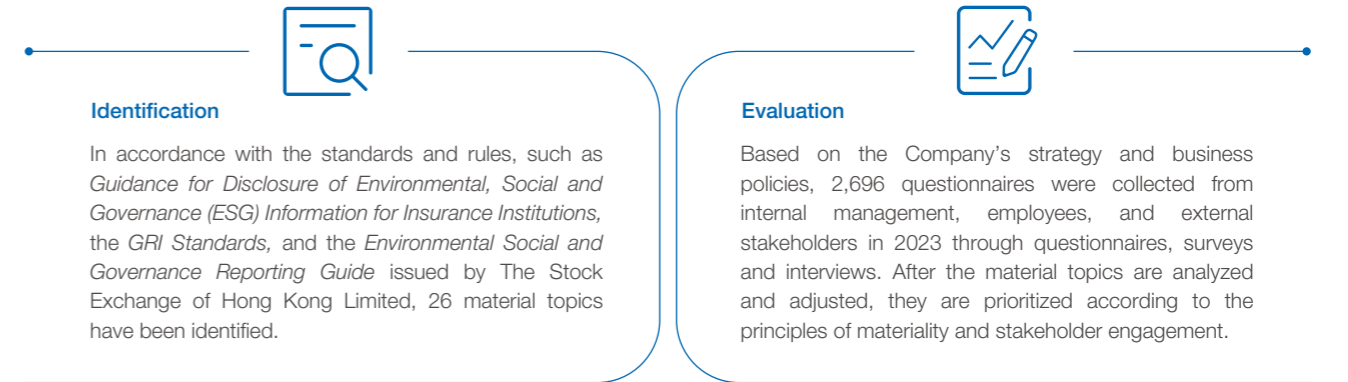 Identification
In accordance with the standards and rules, such as
Guidance for Disclosure of Environmental, Social and
Governance (ESG) Information for Insurance Institutions,
the GRI Standards, and the Environmental Social and
Governance Reporting Guide issued by The Stock
Exchange of Hong Kong Limited, 26 material topics
have been identified.
Evaluation
Based on the Company's strategy and business
policies, 2,696 questionnaires were collected from
internal management, employees, and external
stakeholders in 2023 through questionnaires, surveys
and interviews. After the material topics are analyzed
and adjusted, they are prioritized according to the
principles of materiality and stakeholder engagement.